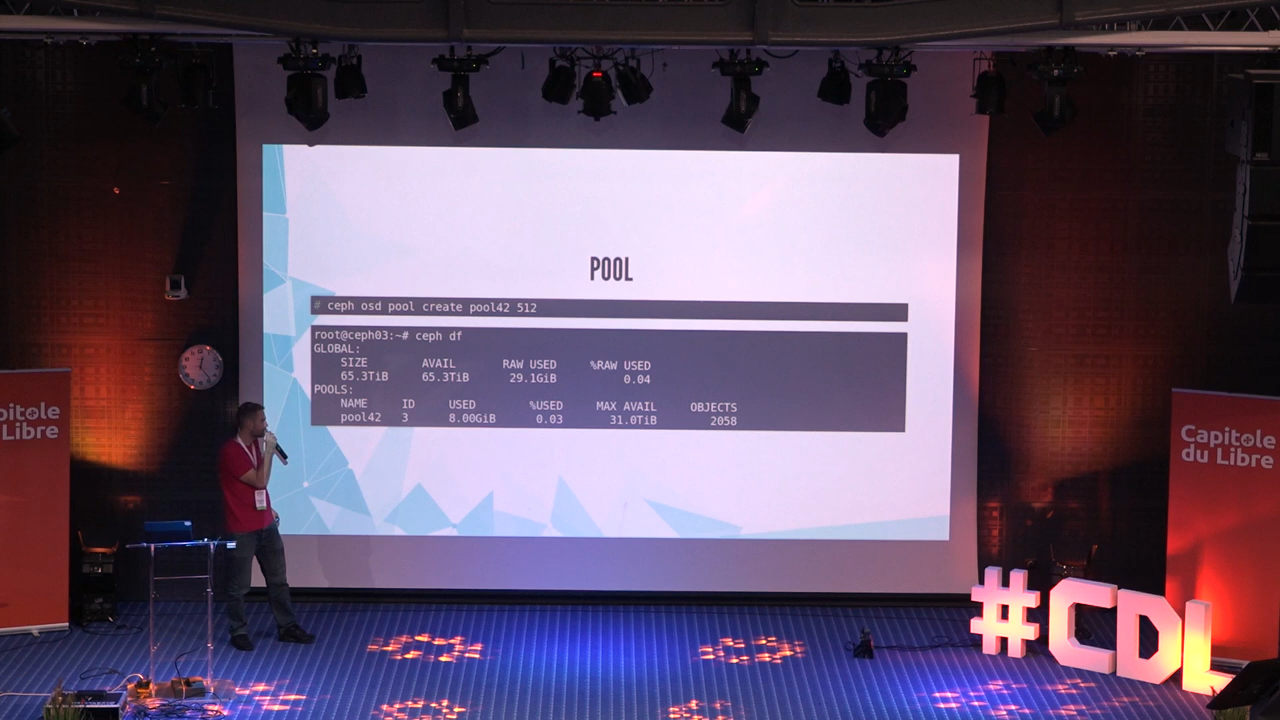 POOL
# ceph osd pool create pool42 512
root@ceph03:~# ceph df
GLOBAL:
SIZE AVAIL RAW USED %RAW USED
65.3TiB 65.3TiB 29.1GiB 0.04
POOLS:
NAME ID USED %USED MAX AVAIL OBJECTS
pool42 3 8.00GiB 0.03 31.0TiB 2058
pitole
Libre
Capitole
du Libre
#CDL